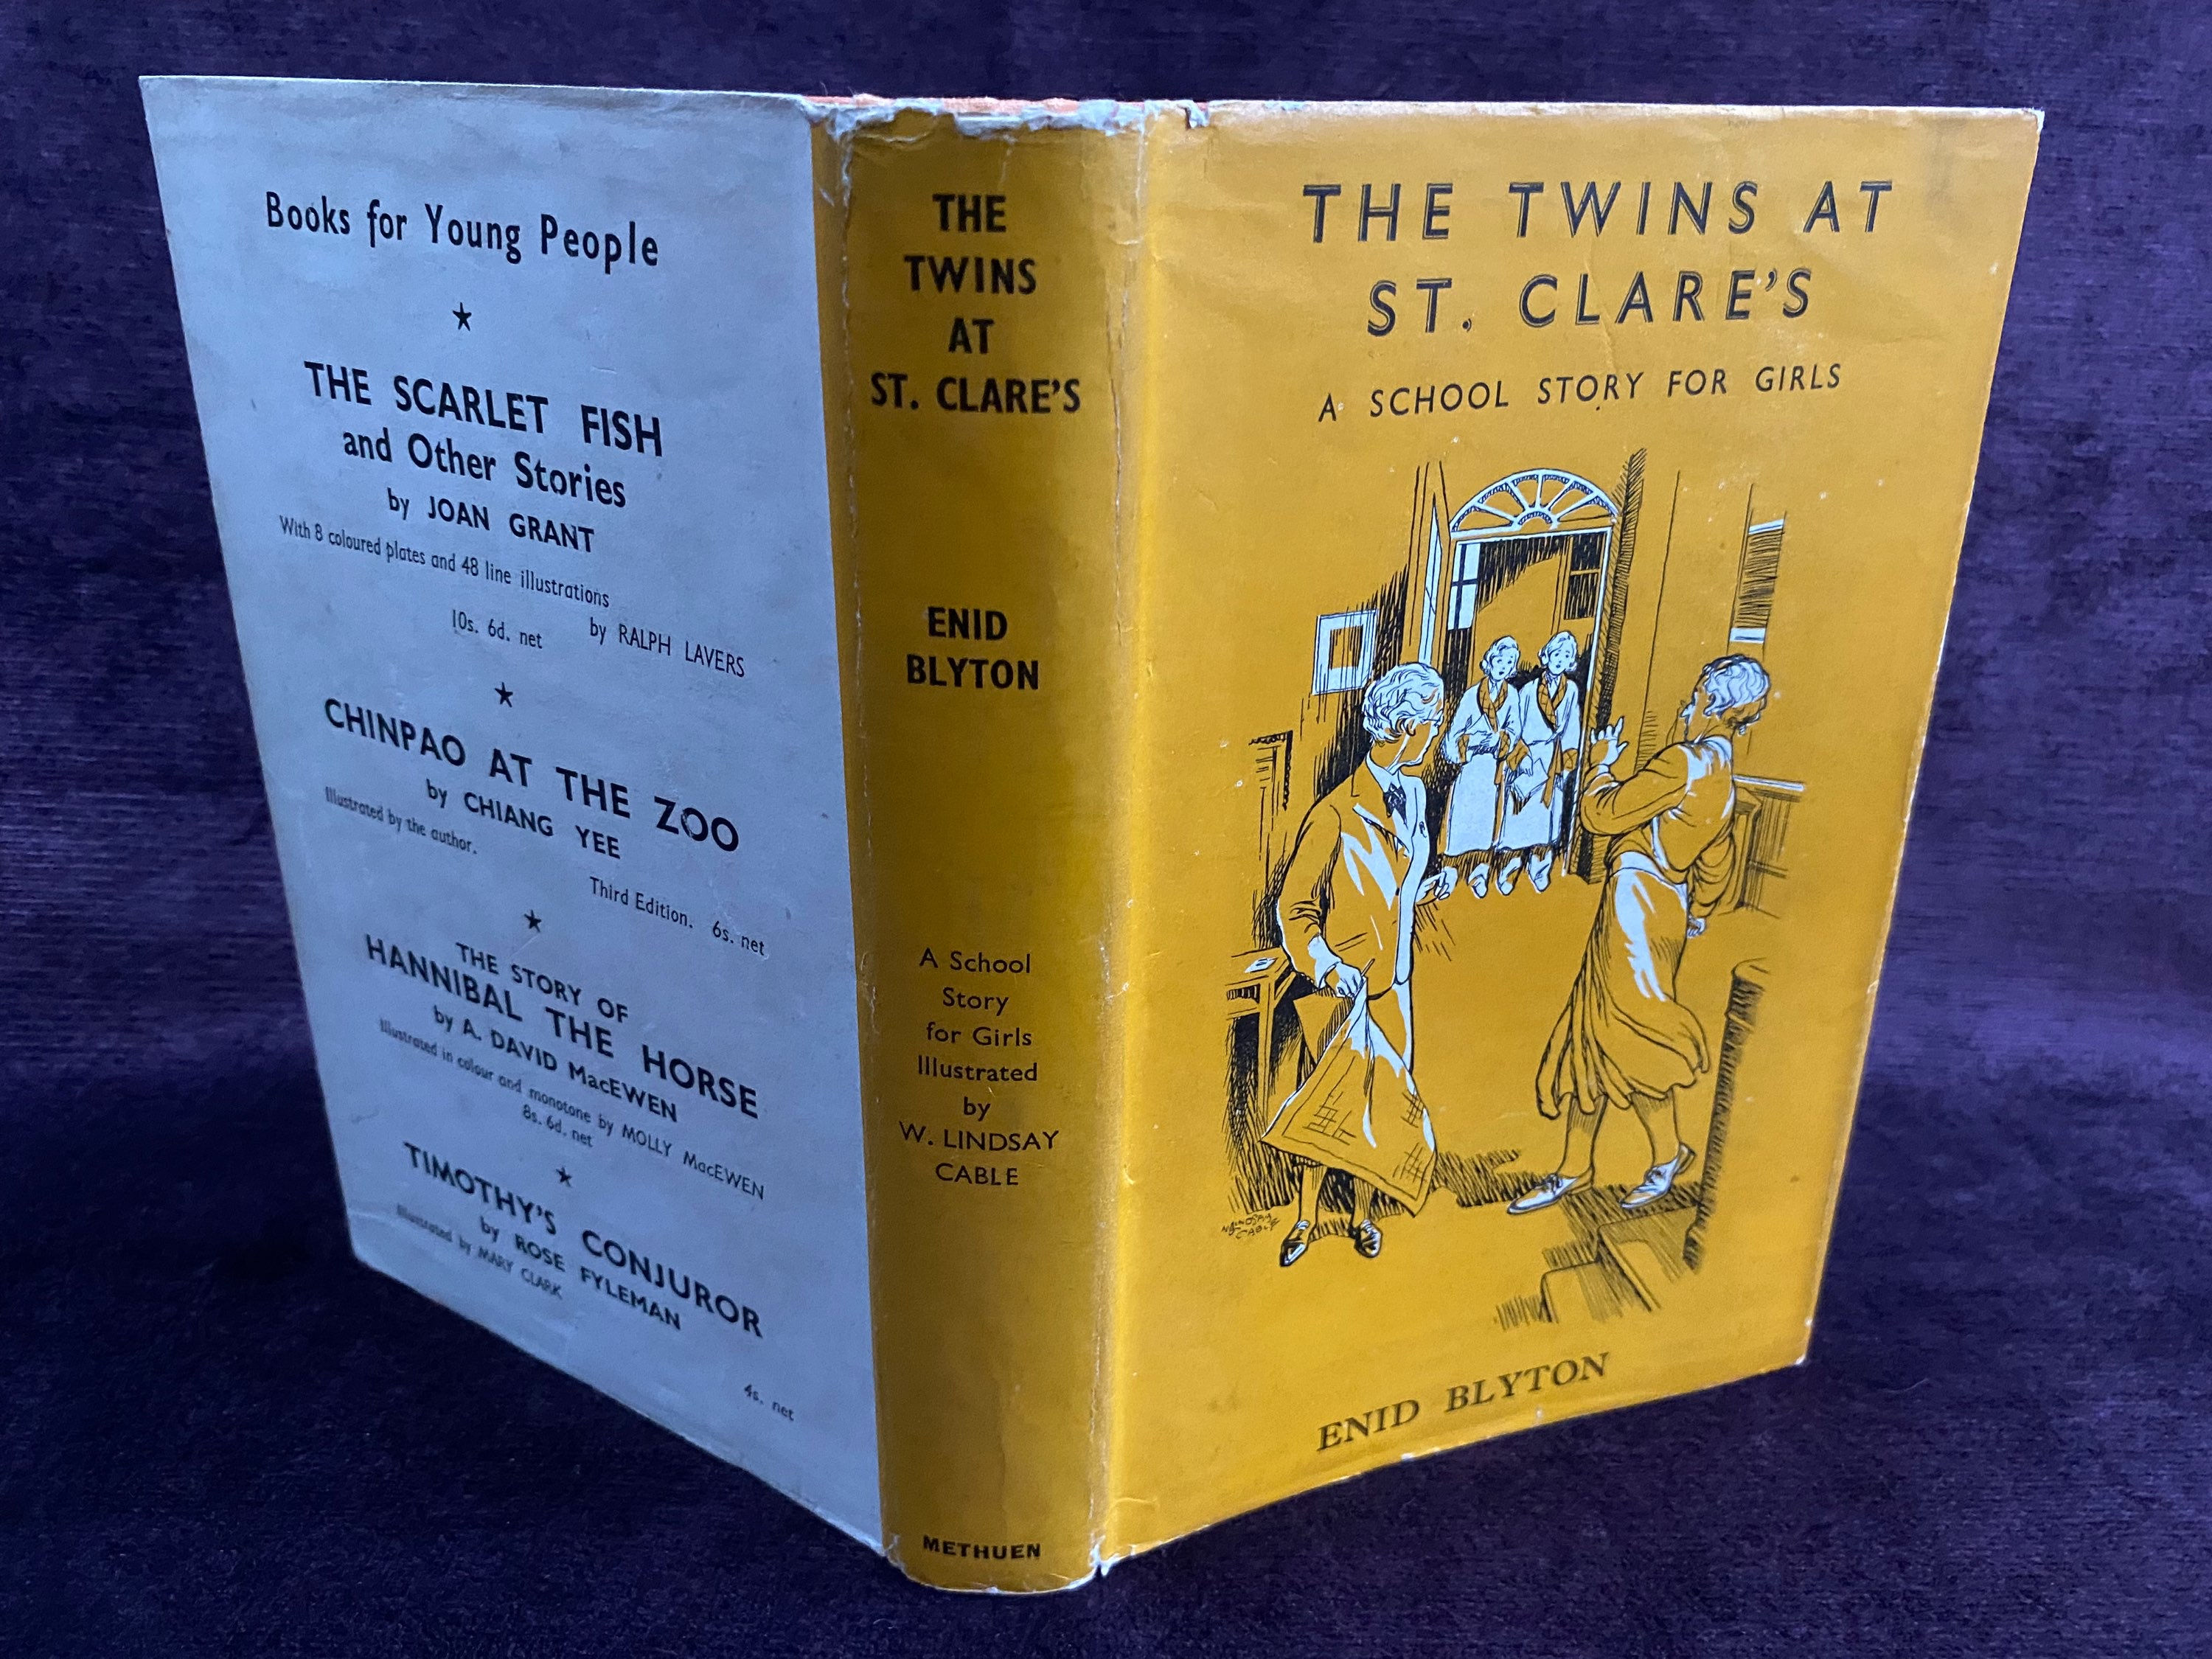 Books for Young People
THE SCARLET FISH
and Other Stories
by JOAN GRANT
With 8 coloured plates and 48 line illustrations
by RALPH LAVERS
10s. 6d. net
CHINPAO AT THE ZOO
by CHIANG YEE
Illustrated by the author.
Third Edition. 6s. net
THE STORY OF
HANNIBAL THE HORSE
by A. DAVID MacEWEN
Illustrated in colour and monotone by MOLLY MacEWEN
8s. 6d. net
TIMOTHY'S CONJUROR
by ROSE FYLEMAN
Illustrated by MARY CLARK
4s. net
THE
TWINS
AT
ST. CLARE'S
ENID
BLYTON
A School
Story
for Girls
Illustrated
by
W. LINDSAY
CABLE
METHUEN
THE TWINS AT
ST. CLARE'S
A SCHOOL STORY FOR GIRLS
W LINDSAY
CABLE
ENID BLYTON